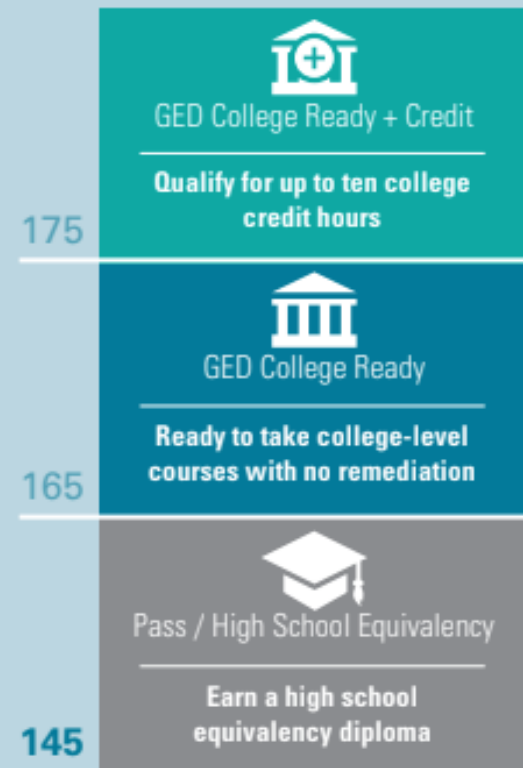 GED College Ready + Credit
Qualify for up to ten college
credit hours
175
GED College Ready
Ready to take college-level
courses with no remediation
165
Pass / High School Equivalency
Earn a high school
equivalency diploma
145